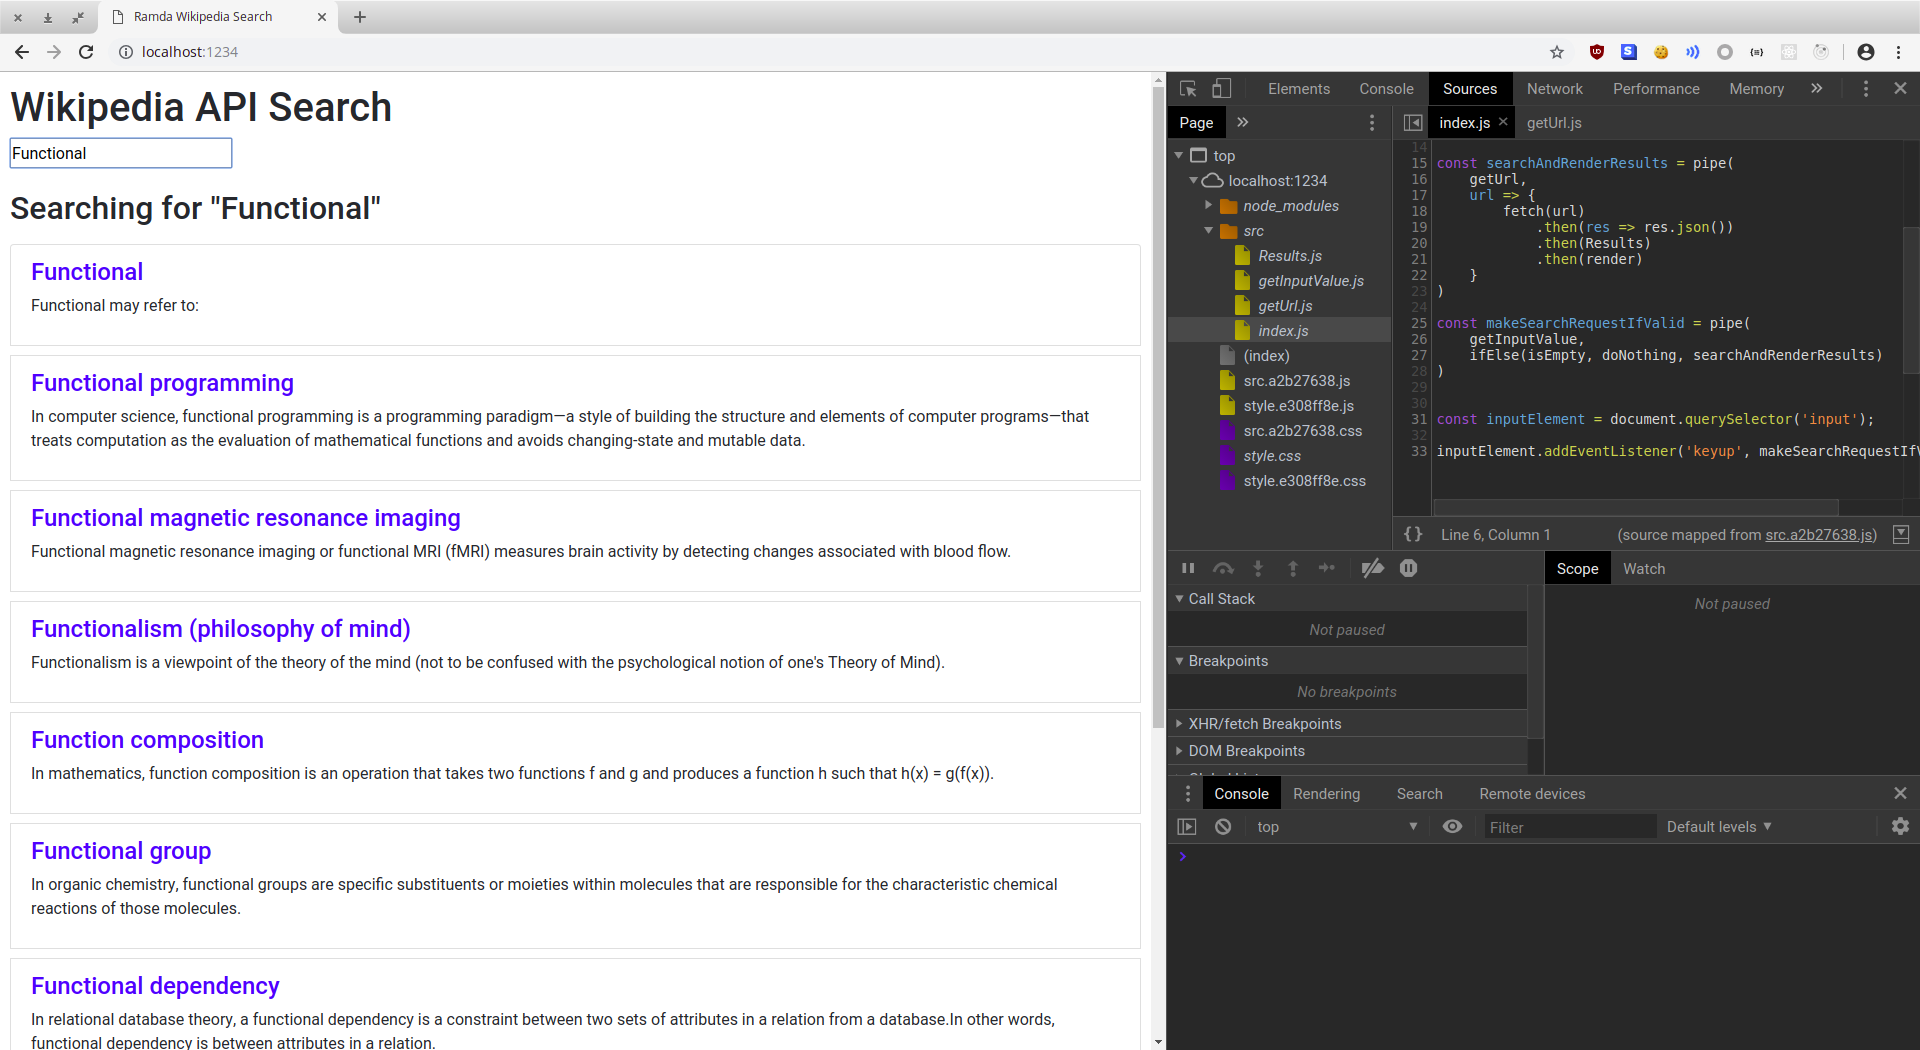 Ramda Wikipedia Search
localhost:1234
Wikipedia API Search
Functional
Searching for "Functional"
Functional
Functional may refer to:
Functional programming
In computer science, functional programming is a programming paradigm—a style of building the structure and elements of computer programs—that
treats computation as the evaluation of mathematical functions and avoids changing-state and mutable data.
Functional magnetic resonance imaging
Functional magnetic resonance imaging or functional MRI (fMRI) measures brain activity by detecting changes associated with blood flow.
Functionalism (philosophy of mind)
Functionalism is a viewpoint of the theory of the mind (not to be confused with the psychological notion of one's Theory of Mind).
Function composition
In mathematics, function composition is an operation that takes two functions f and g and produces a function h such that h(x) = g(f(x)).
Functional group
In organic chemistry, functional groups are specific substituents or moieties within molecules that are responsible for the characteristic chemical
reactions of those molecules.
Functional dependency
In relational database theory, a functional dependency is a constraint between two sets of attributes in a relation from a database.In other words,
functional dependency is between attributes in a relation.
Elements Console Sources Network Performance Memory »
Page »
top
localhost:1234
node_modules
src
Results.js
getInputValue.js
getUrl.js
index.js
(index)
src.a2b27638.js
style.e308ff8e.js
src.a2b27638.css
style.css
style.e308ff8e.css
index.js getUrl.js
14
15 const searchAndRenderResults = pipe(
16 getUrl,
17 url => {
18 fetch(url)
19 .then(res => res.json())
20 .then(Results)
21 .then(render)
22 }
23 )
24
25 const makeSearchRequestIfValid = pipe(
26 getInputValue,
27 ifElse(isEmpty, doNothing, searchAndRenderResults)
28 )
29
30
31 const inputElement = document.querySelector('input');
32
33 inputElement.addEventListener('keyup', makeSearchRequestIfV
{} Line 6, Column 1 (source mapped from src.a2b27638.js)
Call Stack
Not paused
Breakpoints
No breakpoints
XHR/fetch Breakpoints
DOM Breakpoints
Scope Watch
Not paused
Console Rendering Search Remote devices
top Filter Default levels